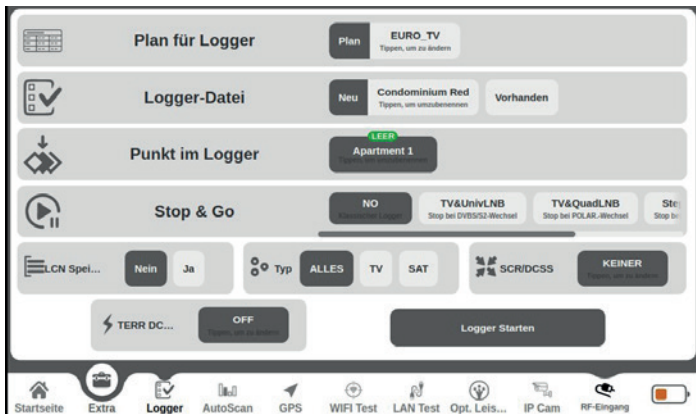 Plan für Logger
Plan
EURO_TV
Tippen, um zu ändern
Logger-Datei
Neu
Condominium Red
Tippen, um umzubenennen
Vorhanden
Punkt im Logger
LEER
Apartment 1
Tippen, um umzubenennen
Stop & Go
NO
Klassischer Logger
TV&UnivLNB
Stop bei DVBS/S2-Wechsel
TV&QuadLNB
Stop bei POLAR.-Wechsel
LCN Spei...
Nein
Ja
Typ
ALLES
TV
SAT
SCR/DCSS
KEINER
Tippen, um zu ändern
TERR DC...
OFF
Tippen, um zu ändern
Logger Starten
Startseite
Extra
Logger
AutoScan
GPS
WIFI Test
LAN Test
Opt. Leis...
IP Cam
RF-Eingang